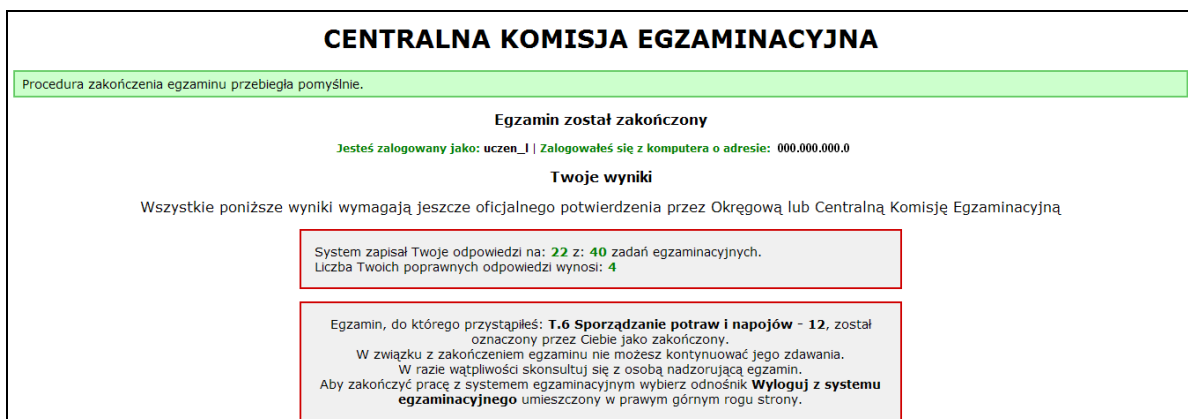 CENTRALNA KOMISJA EGZAMINACYJNA
Procedura zakończenia egzaminu przebiegła pomyślnie.
Egzamin został zakończony
Jesteś zalogowany jako: uczen_l | Zalogowałeś się z komputera o adresie: 000.000.000.0
Twoje wyniki
Wszystkie poniższe wyniki wymagają jeszcze oficjalnego potwierdzenia przez Okręgową lub Centralną Komisję Egzaminacyjną
System zapisał Twoje odpowiedzi na: 22 z: 40 zadań egzaminacyjnych.
Liczba Twoich poprawnych odpowiedzi wynosi: 4
Egzamin, do którego przystąpiłeś: T.6 Sporządzanie potraw i napojów - 12, został
oznaczony przez Ciebie jako zakończony.
W związku z zakończeniem egzaminu nie możesz kontynuować jego zdawania.
W razie wątpliwości skonsultuj się z osobą nadzorującą egzamin.
Aby zakończyć pracę z systemem egzaminacyjnym wybierz odnośnik Wyloguj z systemu
egzaminacyjnego umieszczony w prawym górnym rogu strony.